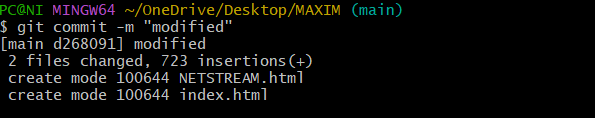 PC@NI MINGW64 ~/OneDrive/Desktop/MAXIM (main)
$ git commit -m "modified"
[main d268091] modified
 2 files changed, 723 insertions(+)
 create mode 100644 NETSTREAM.html
 create mode 100644 index.html